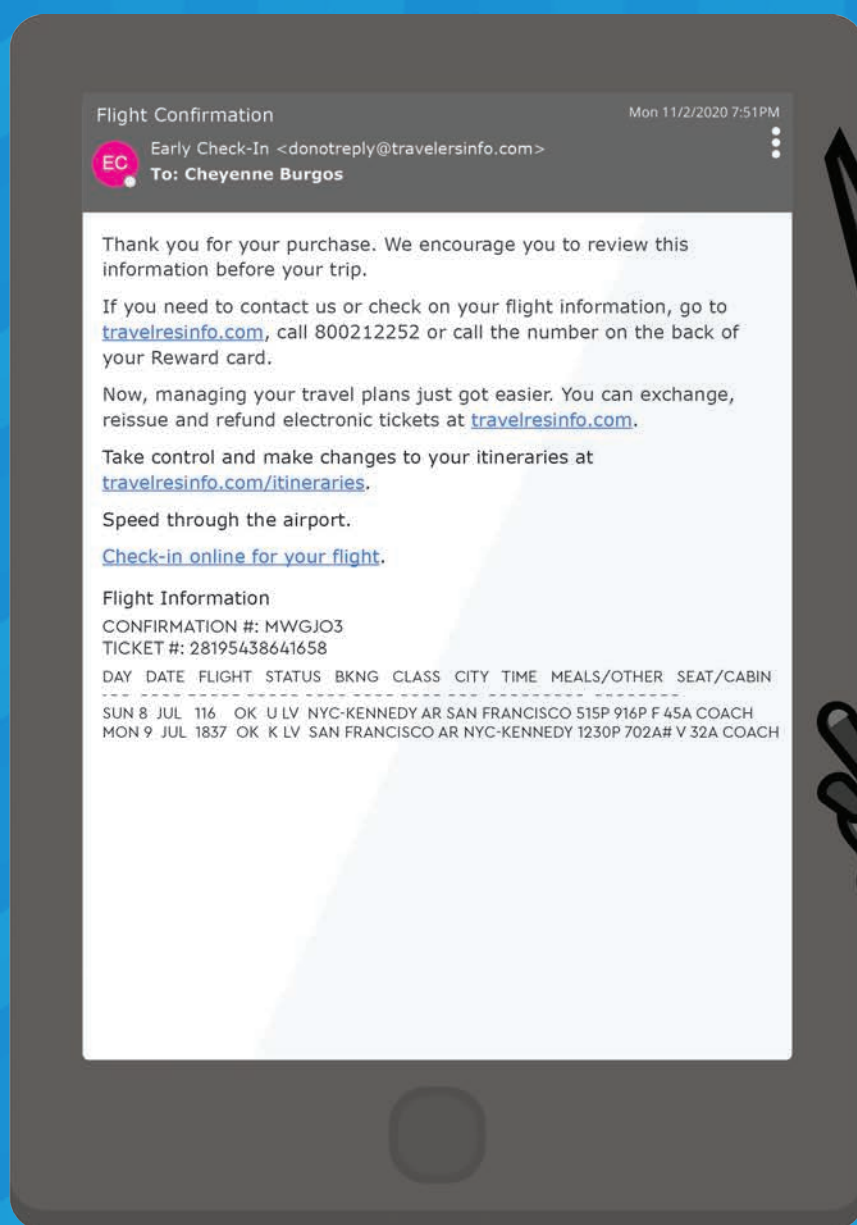 Flight Confirmation
Mon 11/2/2020 7:51PM
EC
Early Check-In <donotreply@travelersinfo.com>
To: Cheyenne Burgos
Thank you for your purchase. We encourage you to review this
information before your trip.
If you need to contact us or check on your flight information, go to
travelresinfo.com, call 800212252 or call the number on the back of
your Reward card.
Now, managing your travel plans just got easier. You can exchange,
reissue and refund electronic tickets at travelresinfo.com.
Take control and make changes to your itineraries at
travelresinfo.com/itineraries.
Speed through the airport.
Check-in online for your flight.
Flight Information
CONFIRMATION #: MWGJO3
TICKET #: 28195438641658
DAY DATE FLIGHT STATUS BKNG CLASS CITY TIME MEALS/OTHER SEAT/CABIN
--- ---- ----- ----- ---- ---- ---- --- --------- --------
SUN 8 JUL 116 OK U LV NYC-KENNEDY AR SAN FRANCISCO 515P 916P F 45A COACH
MON 9 JUL 1837 OK K LV SAN FRANCISCO AR NYC-KENNEDY 1230P 702A# V 32A COACH